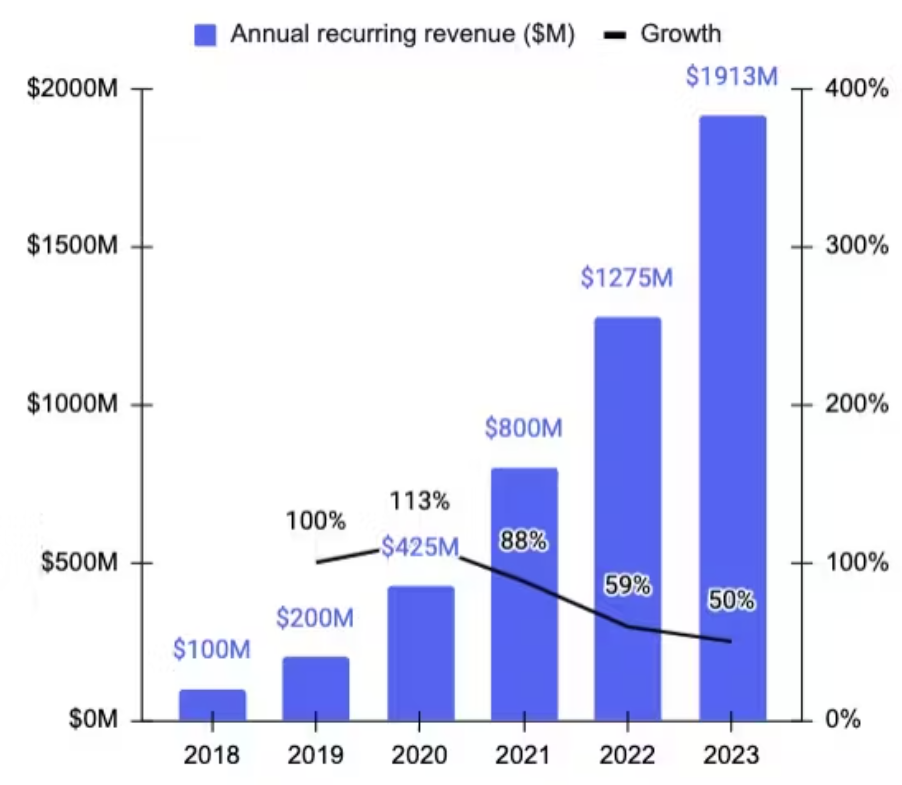 Annual recurring revenue ($M) Growth
$1913M
$2000M 400%
$1500M 300%
$1275M
$1000M 200%
$800M
113%
100%
88%
$425M
$500M 100%
59%
50%
$200M
$100M
$0M 0%
2018 2019 2020 2021 2022 2023